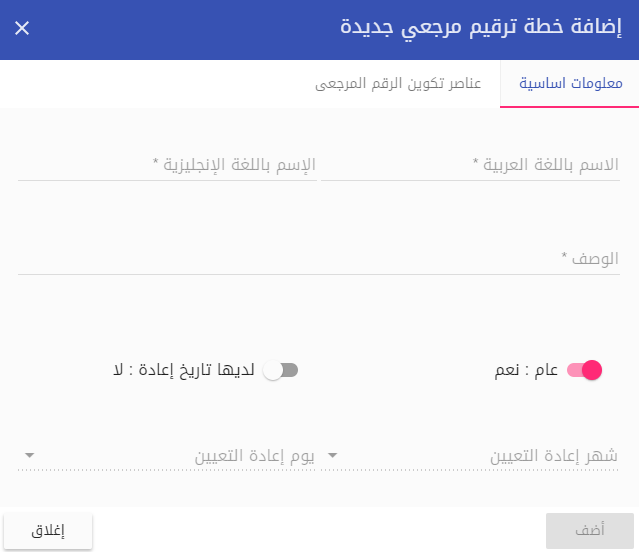 إضافة خطة ترقيم مرجعي جديدة
معلومات اساسية
عناصر تكوين الرقم المرجعى
الاسم باللغة العربية *
الإسم باللغة الإنجليزية *
الوصف *
عام : نعم
لديها تاريخ إعادة : لا
شهر إعادة التعيين
يوم إعادة التعيين
أضف
إغلاق